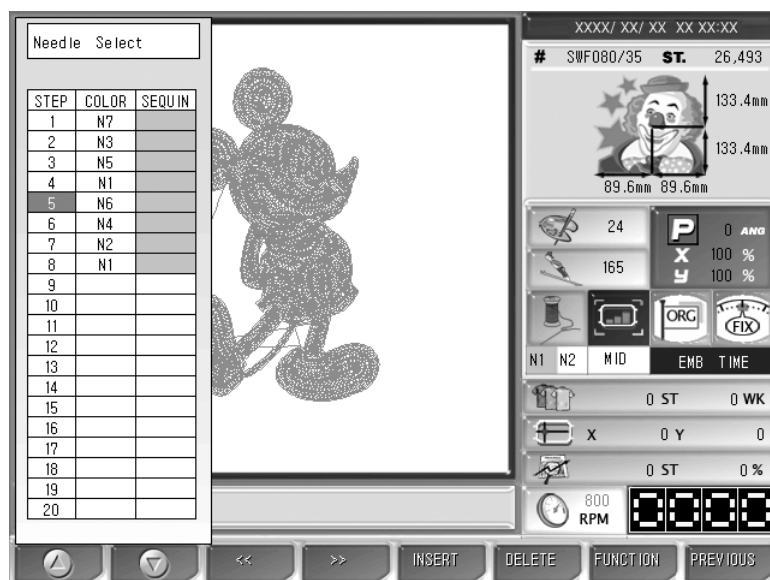 XXXX/ XX/ XX XX XX:XX
Needle Select
# SWF080/35 ST. 26,493
133.4mm
133.4mm
89.6mm 89.6mm
STEP COLOR SEQUIN
1 N7
2 N3
3 N5
4 N1
5 N6
6 N4
7 N2
8 N1
9
10
11
12
13
14
15
16
17
18
19
20
24
165
P 0 ANG
X 100 %
Y 100 %
ORG
FIX
N1 N2 MID EMB TIME
0 ST 0 WK
X 0 Y 0
0 ST 0 %
800
RPM
0000
<< >> INSERT DELETE FUNCTION PREVIOUS